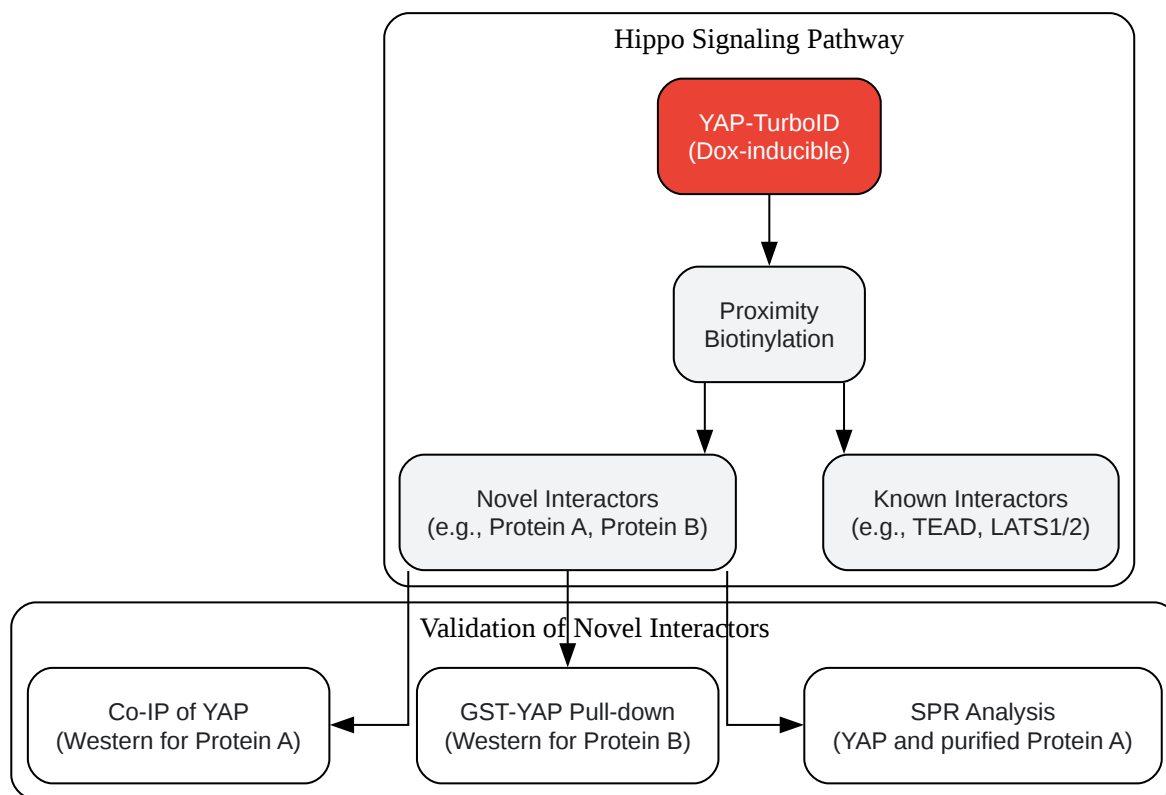 Hippo Signaling Pathway
YAP-TurboID
(Dox-inducible)
Proximity
Biotinylation
Novel Interactors
(e.g., Protein A, Protein B)
Known Interactors
(e.g., TEAD, LATS1/2)
Validation of Novel Interactors
Co-IP of YAP
(Western for Protein A)
GST-YAP Pull-down
(Western for Protein B)
SPR Analysis
(YAP and purified Protein A)